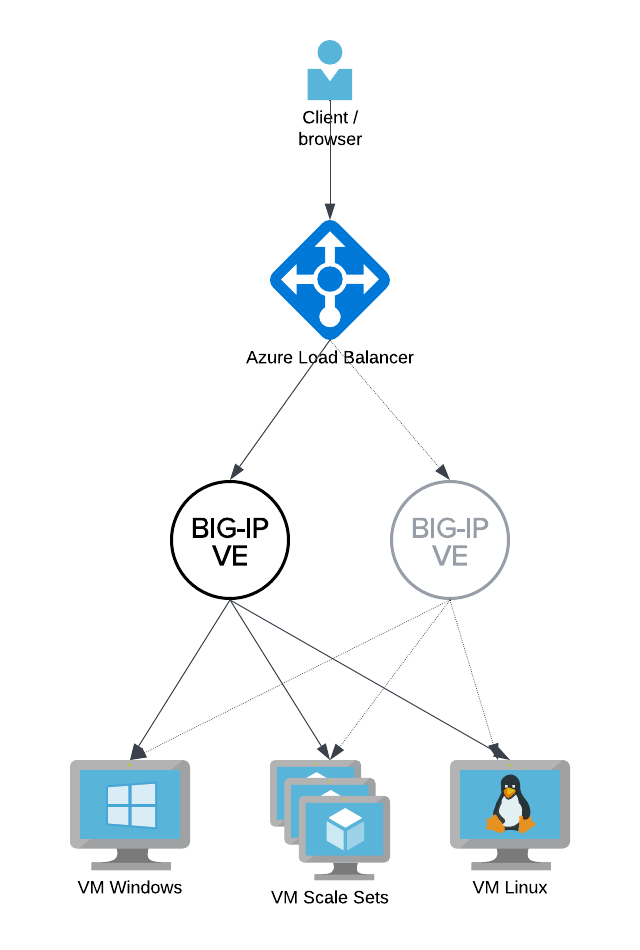 Client /
browser
Azure Load Balancer
BIG-IP
VE
BIG-IP
VE
VM Windows
VM Scale Sets
VM Linux